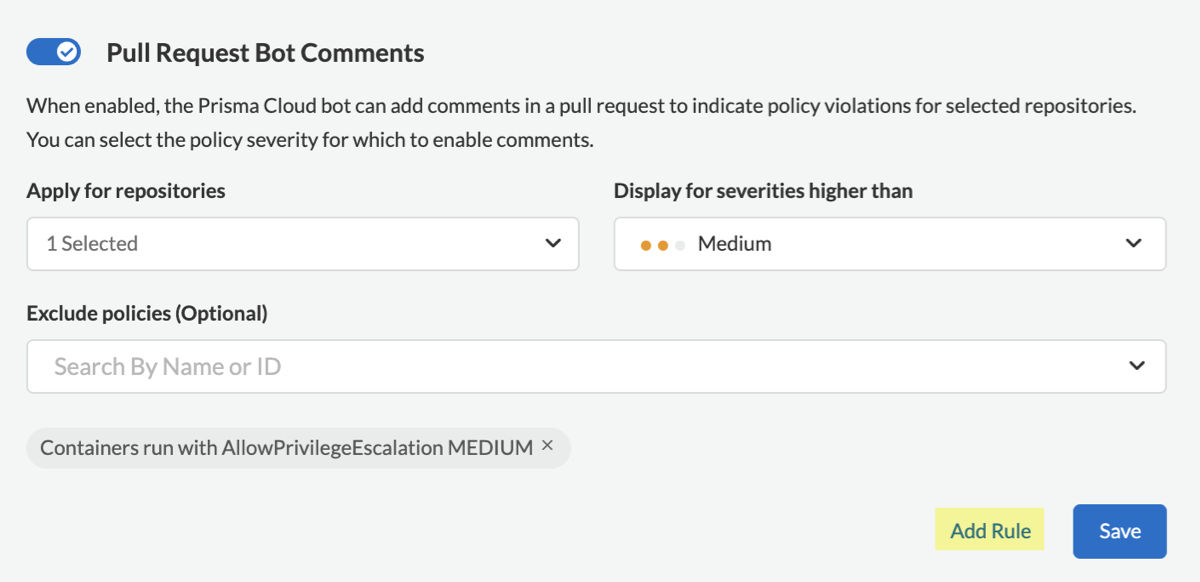 Pull Request Bot Comments
When enabled, the Prisma Cloud bot can add comments in a pull request to indicate policy violations for selected repositories.
You can select the policy severity for which to enable comments.
Apply for repositories
Display for severities higher than
1 Selected
Medium
Exclude policies (Optional)
Search By Name or ID
Containers run with AllowPrivilegeEscalation MEDIUM ×
Add Rule
Save